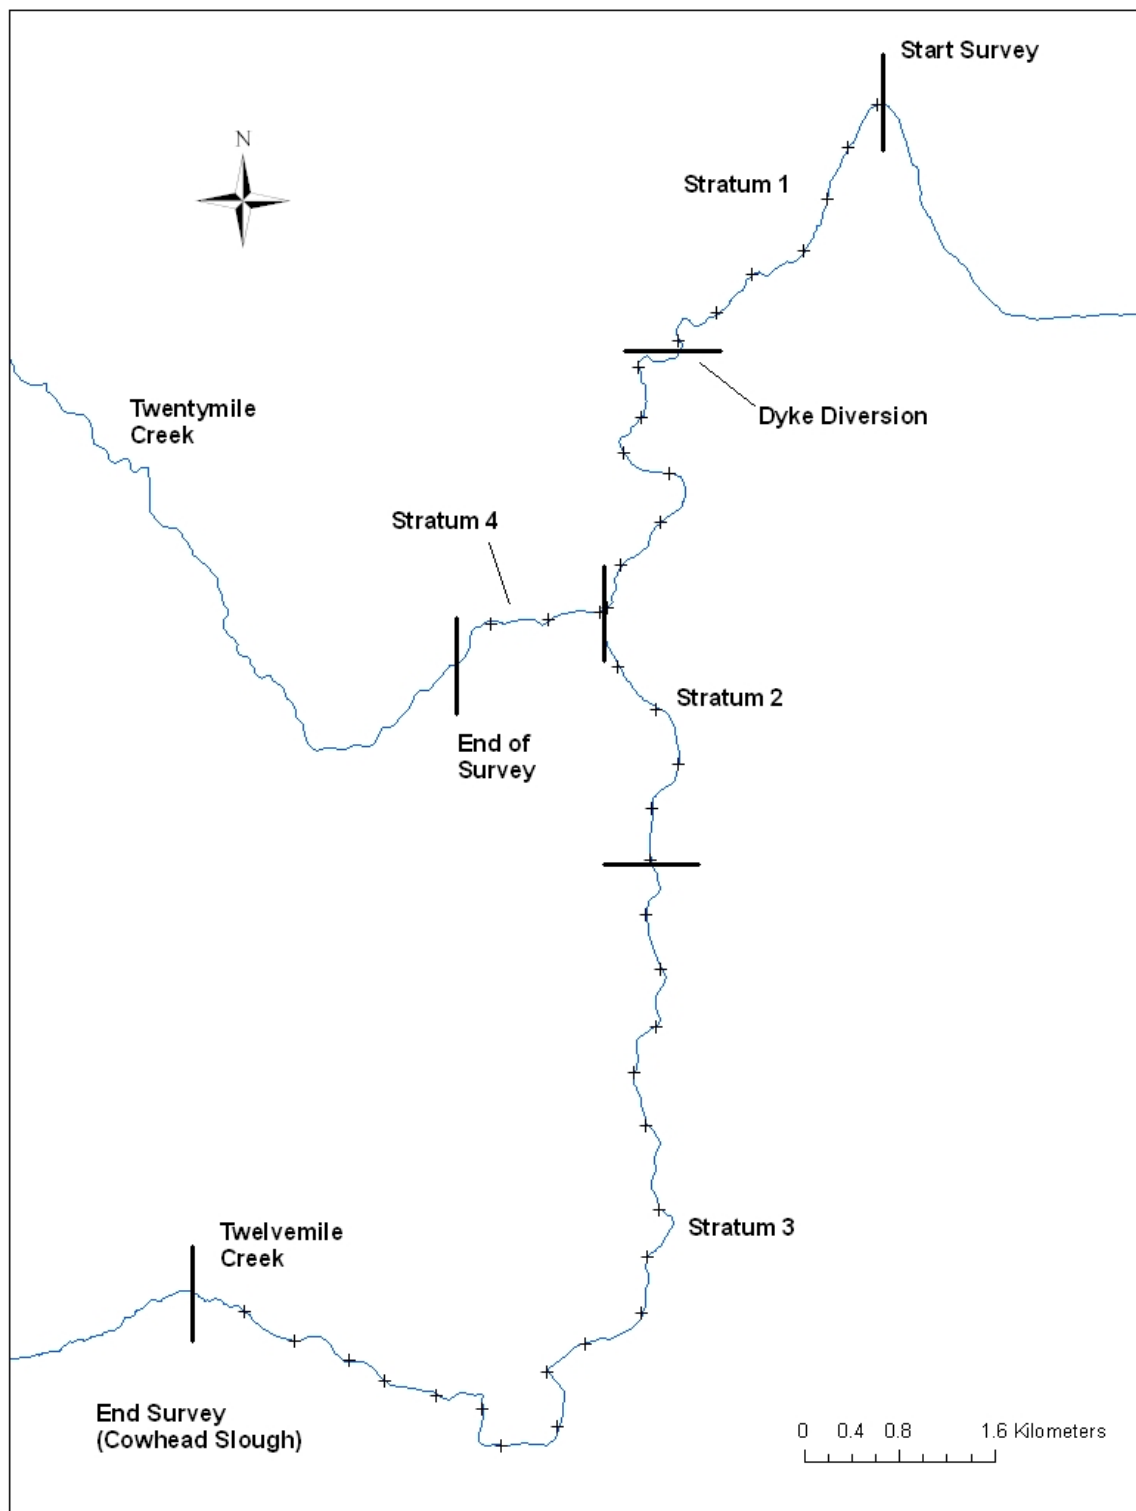 Start Survey
N
Stratum 1
Twentymile
Creek
Dyke Diversion
Stratum 4
Stratum 2
End of
Survey
Twelvemile
Creek
Stratum 3
End Survey
(Cowhead Slough)
0 0.4 0.8 1.6 Kilometers